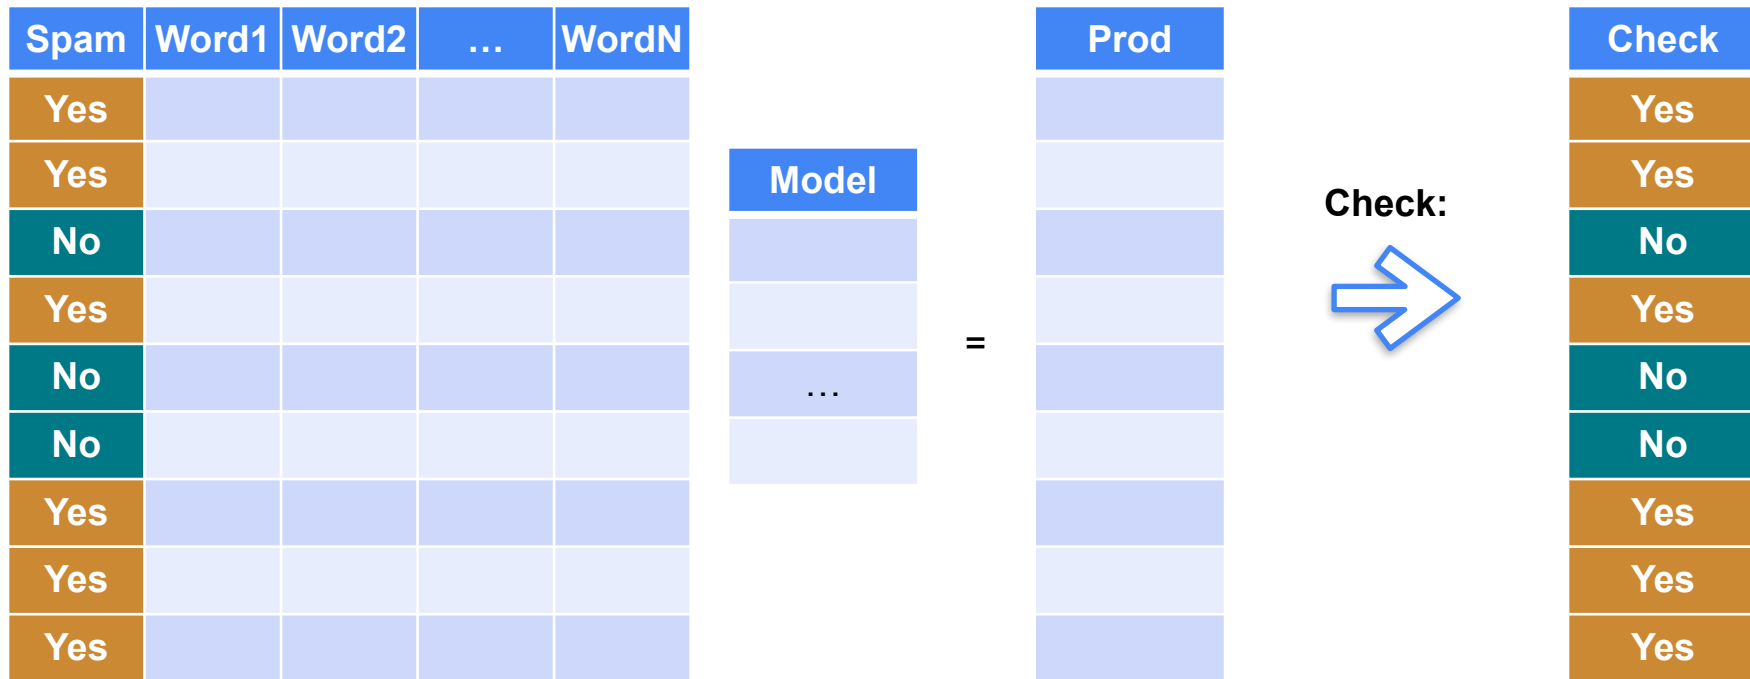 Spam Word1 Word2 ... WordN Prod Check
Yes Yes
Yes Model Yes
Check:
No No
Yes Yes
=
No ... No
No No
Yes Yes
Yes Yes
Yes Yes